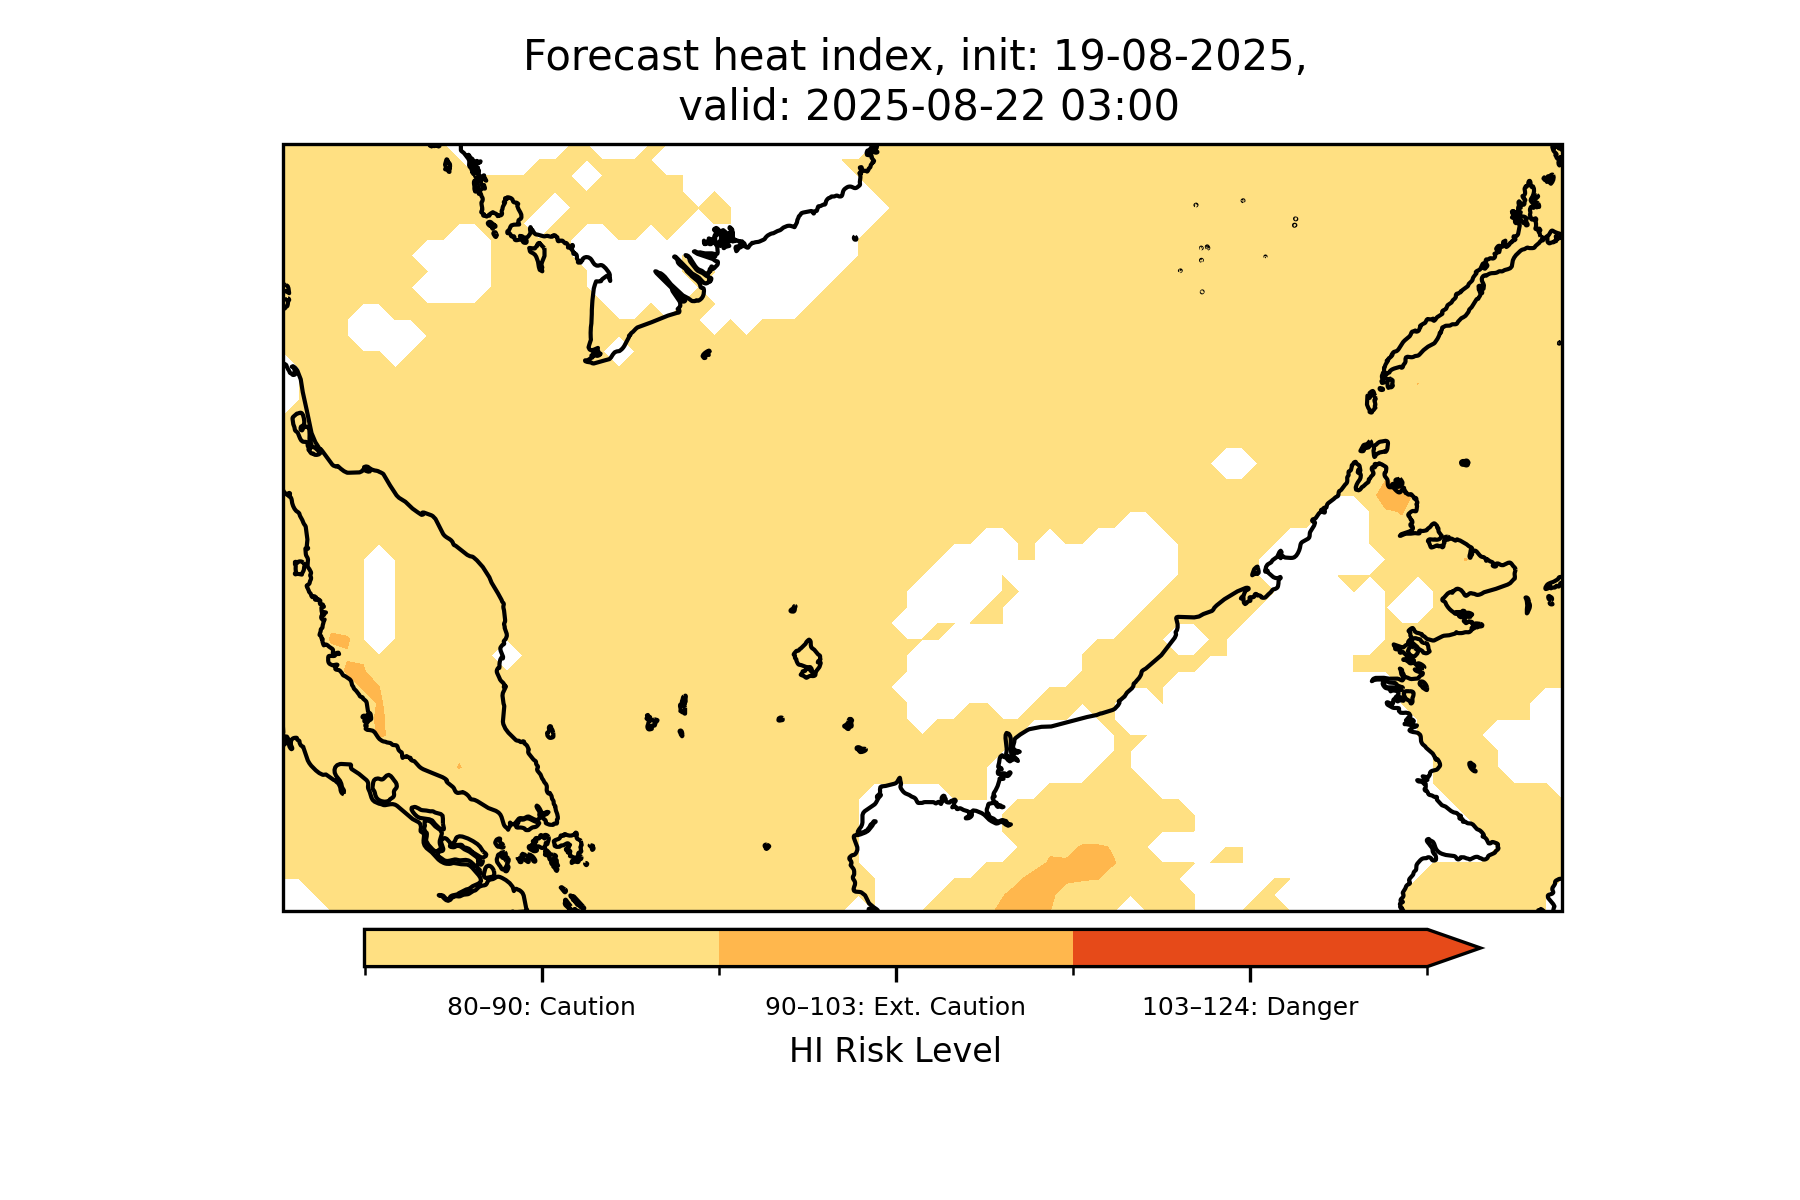 Forecast heat index, init: 19-08-2025,
valid: 2025-08-22 03:00
80–90: Caution
90–103: Ext. Caution
103–124: Danger
HI Risk Level